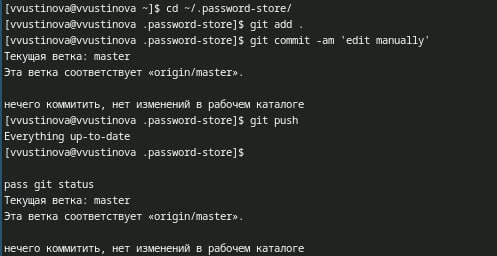 [vvustinova@vvustinova ~]$ cd ~/.password-store/
[vvustinova@vvustinova .password-store]$ git add .
[vvustinova@vvustinova .password-store]$ git commit -am 'edit manually'
Текущая ветка: master
Эта ветка соответствует «origin/master».
нечего коммитить, нет изменений в рабочем каталоге
[vvustinova@vvustinova .password-store]$ git push
Everything up-to-date
[vvustinova@vvustinova .password-store]$
pass git status
Текущая ветка: master
Эта ветка соответствует «origin/master».
нечего коммитить, нет изменений в рабочем каталоге